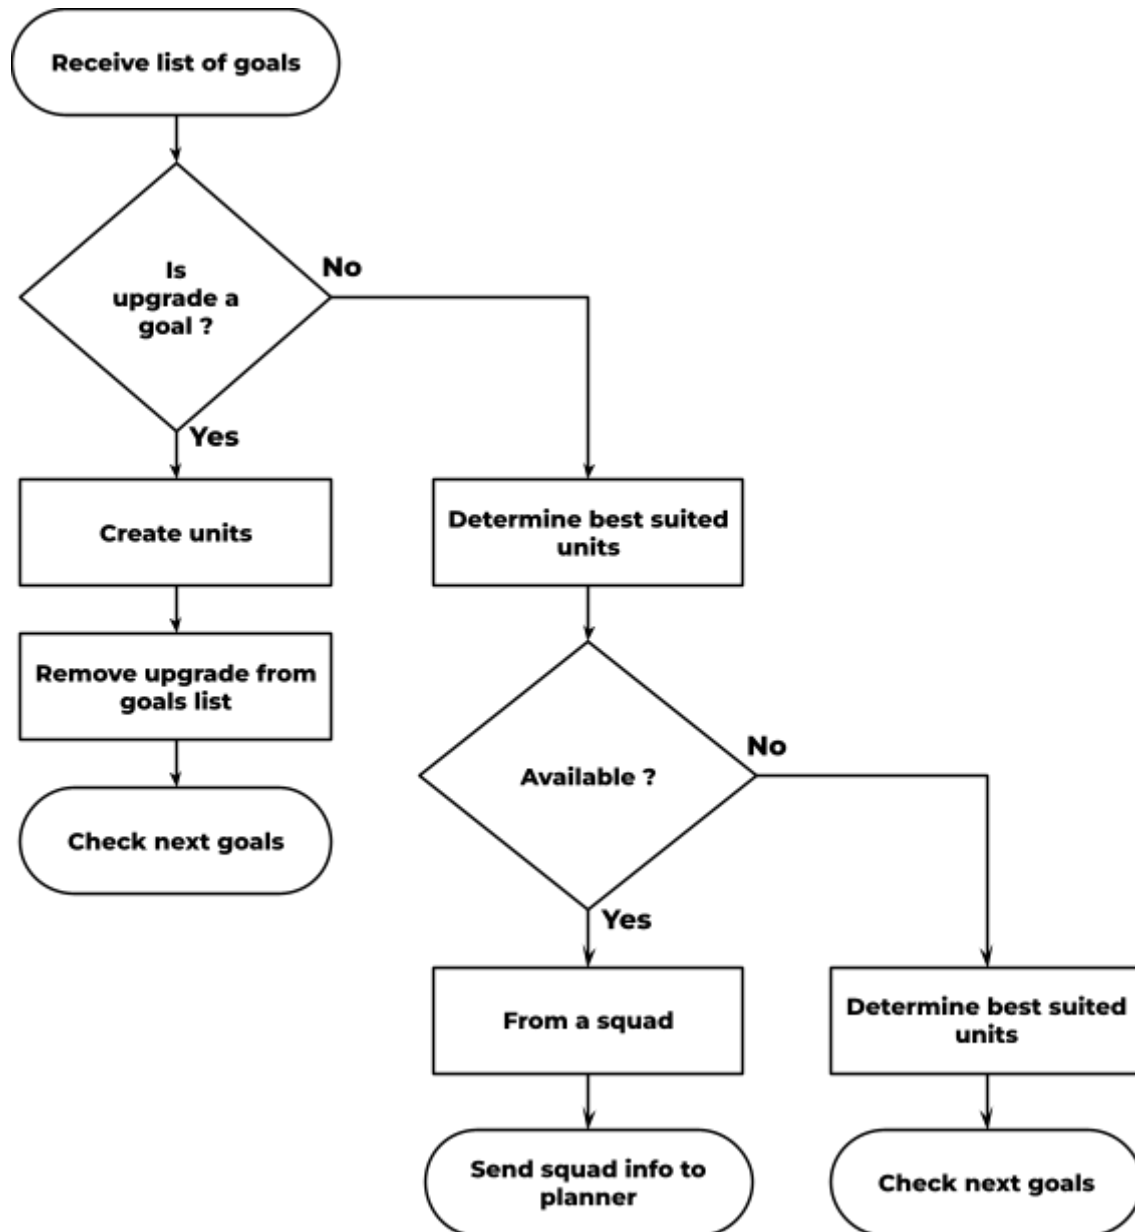 Receive list of goals
Is
upgrade a
goal ?
No
Yes
Create units
Determine best suited
units
Remove upgrade from
goals list
Available ?
No
Check next goals
Yes
From a squad
Determine best suited
units
Send squad info to
planner
Check next goals